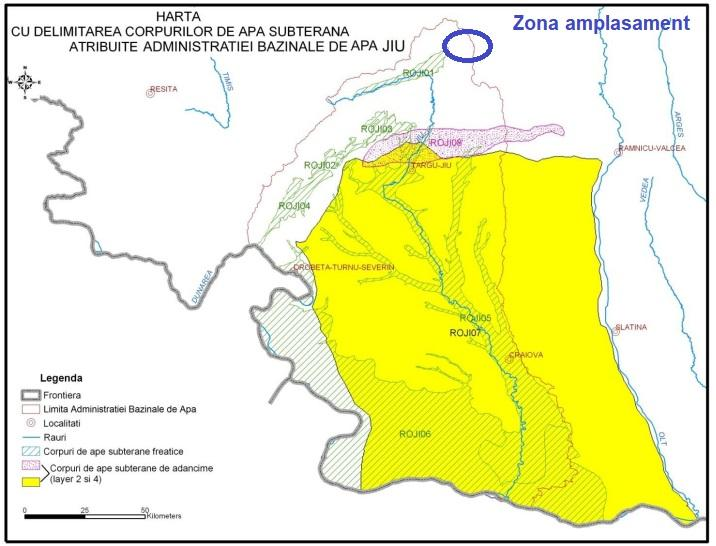 HARTA
CU DELIMITAREA CORPURILOR DE APA SUBTERANA
ATRIBUITE ADMINISTRATIEI BAZINALE DE APA JIU
Zona amplasament
N
W E
S
RESITA
TIMIS
ROJI01
ROJI03
ROJI08
JIU
TARGU-JIU
ROJI02
ROJI04
ARGES
RAMNICU-VALCEA
VEDEA
DUNAREA
DROBETA-TURNU-SEVERIN
ROJI05
ROJI07
SLATINA
CRAIOVA
ROJI06
OLT
Legenda
Frontiera
Limita Administratiei Bazinale de Apa
Localitati
Rauri
Corpuri de ape subterane freatice
Corpuri de ape subterane de adancime
(layer 2 si 4)
0 25 50
Kilometers